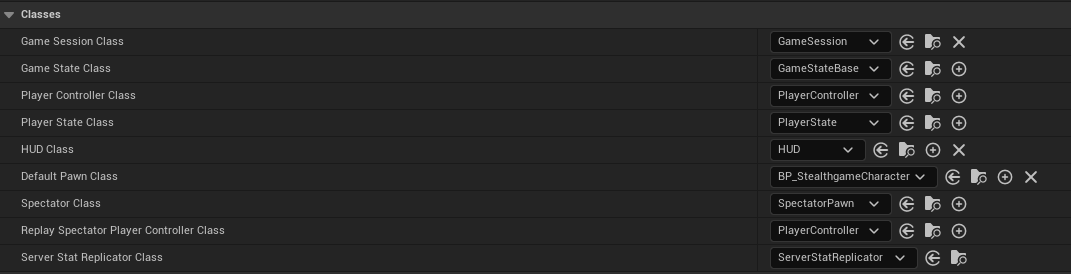 Classes
Game Session Class GameSession
Game State Class GameStateBase
Player Controller Class PlayerController
Player State Class PlayerState
HUD Class HUD
Default Pawn Class BP_StealthgameCharacter
Spectator Class SpectatorPawn
Replay Spectator Player Controller Class PlayerController
Server Stat Replicator Class ServerStatReplicator